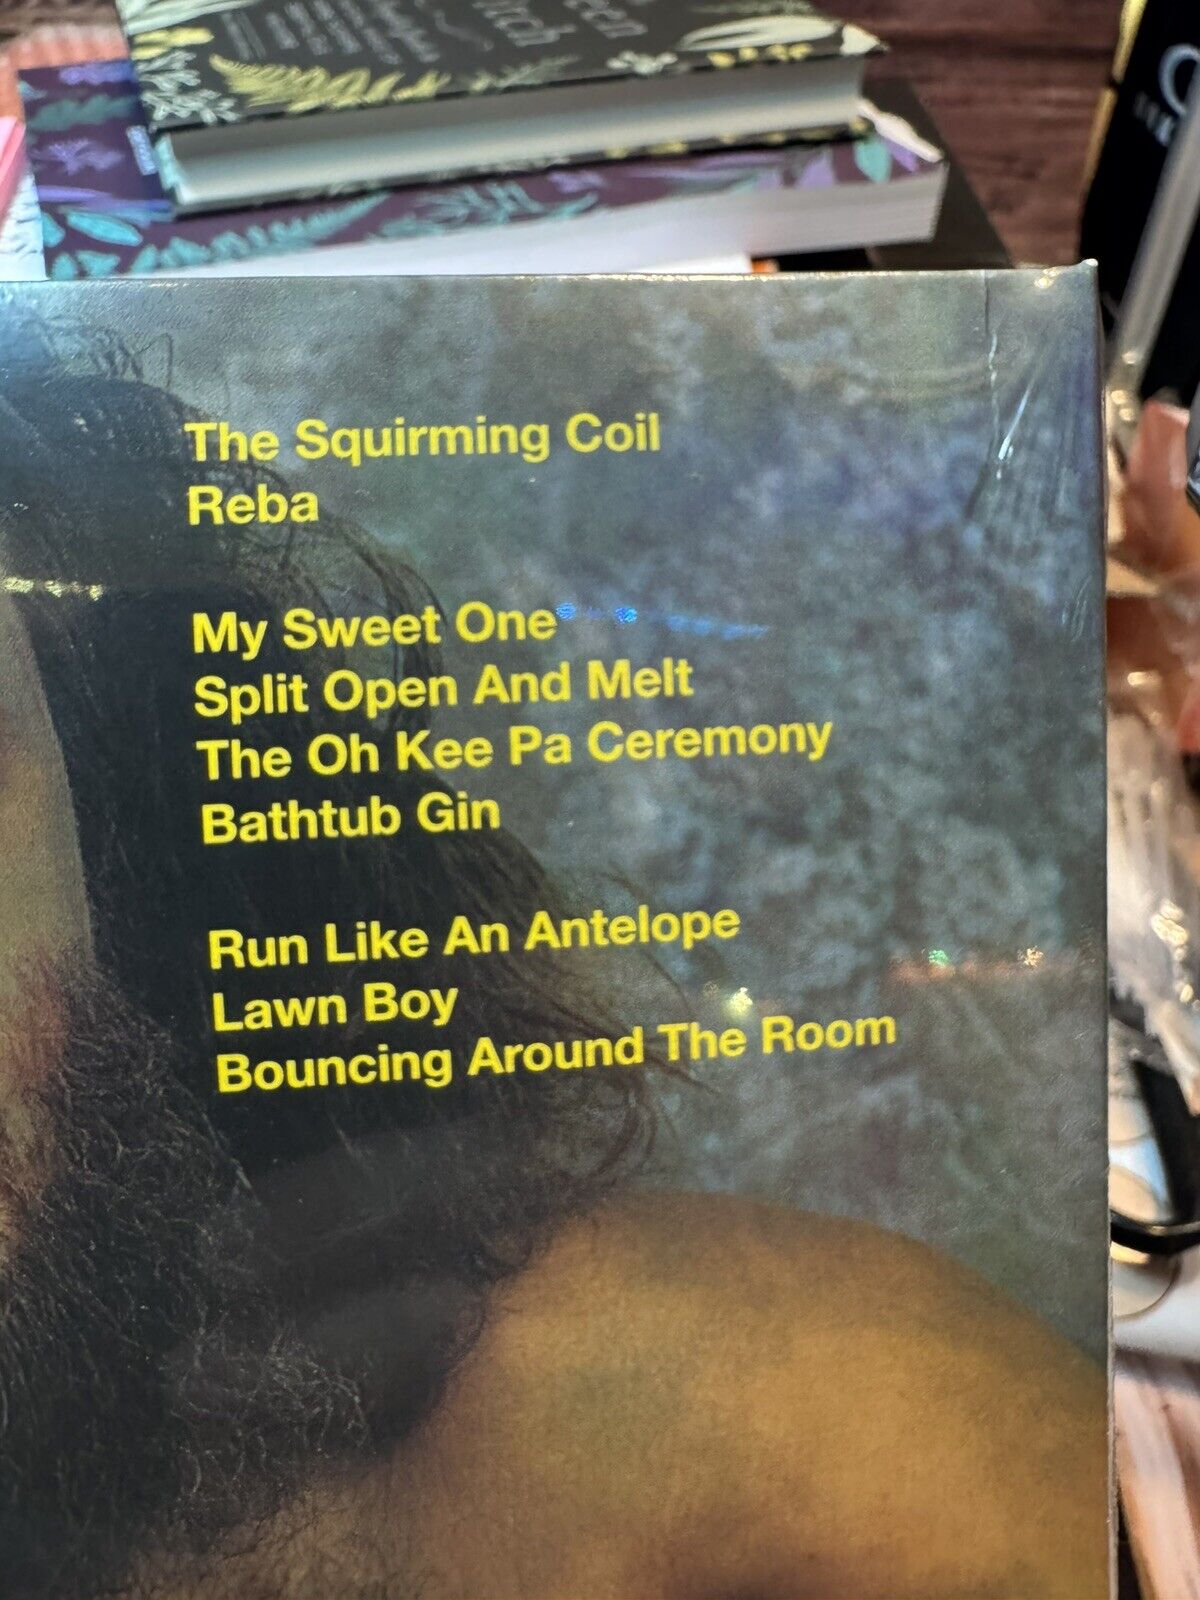 The Squirming Coil
Reba
My Sweet One
Split Open And Melt
The Oh Kee Pa Ceremony
Bathtub Gin
Run Like An Antelope
Lawn Boy
Bouncing Around The Room